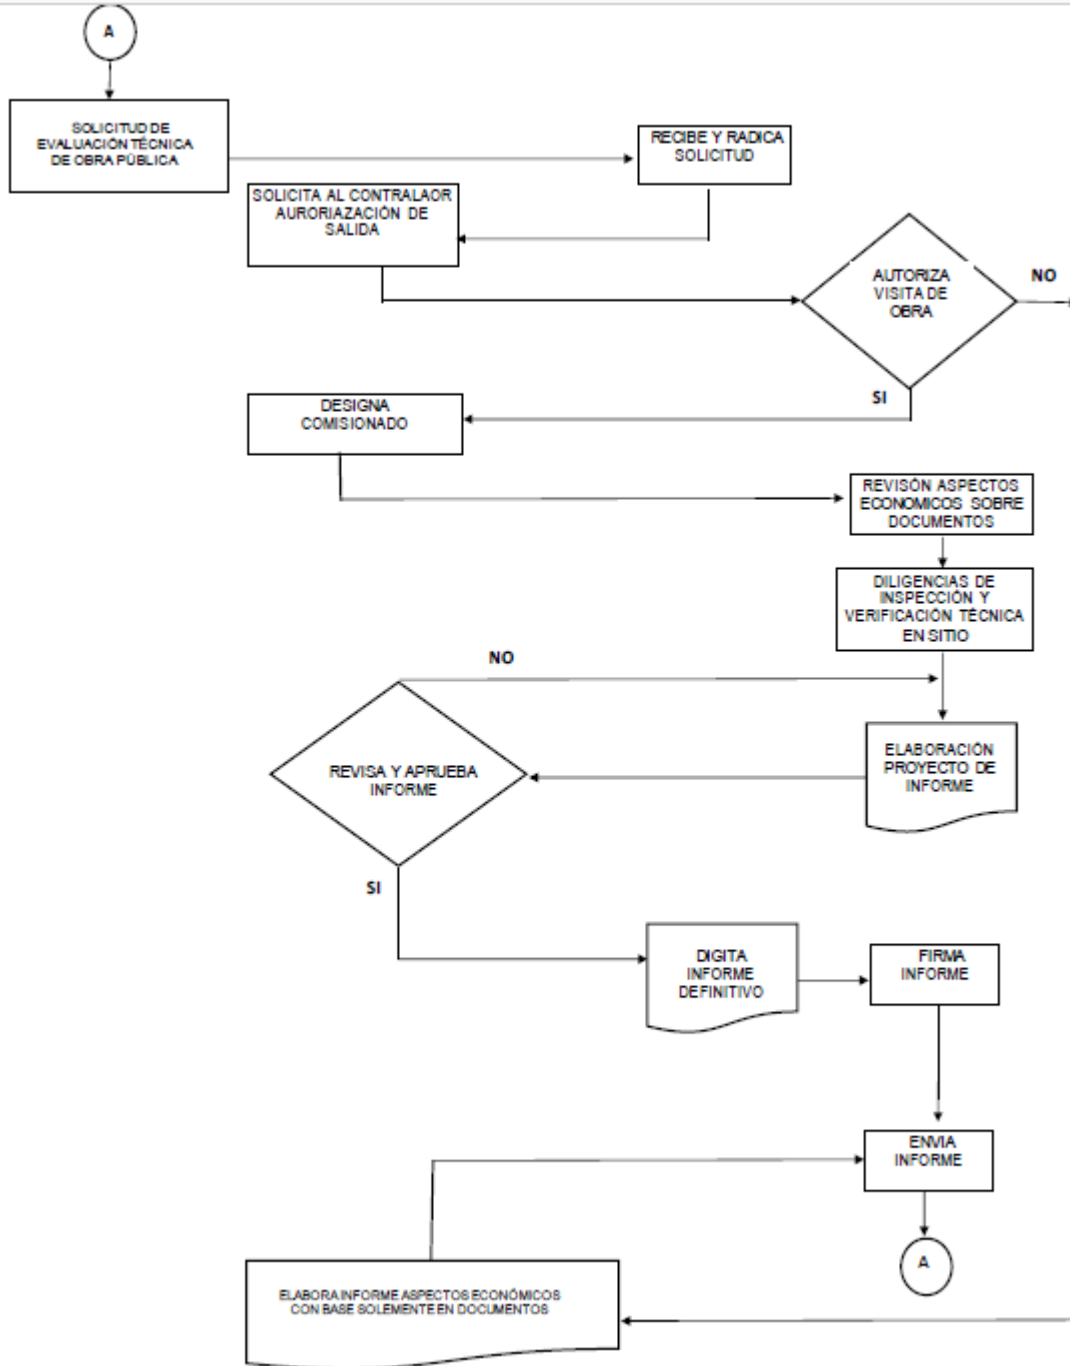 A
SOLICITUD DE
EVALUACIÓN TÉCNICA
DE OBRA PÚBLICA
RECIBE Y RADICA
SOLICITUD
SOLICITA AL CONTRALAOR
AURORIAZACIÓN DE
SALIDA
AUTORIZA
VISITA DE
OBRA
NO
SI
DESIGNA
COMISIONADO
REVISÓN ASPECTOS
ECONOMICOS SOBRE
DOCUMENTOS
DILIGENCIAS DE
INSPECCIÓN Y
VERIFICACIÓN TÉCNICA
EN SITIO
NO
ELABORACIÓN
PROYECTO DE
INFORME
REVISA Y APRUEBA
INFORME
SI
DIGITA
INFORME
DEFINITIVO
FIRMA
INFORME
ENVIA
INFORME
A
ELABORA INFORME ASPECTOS ECONÓMICOS
CON BASE SOLEMENTE EN DOCUMENTOS